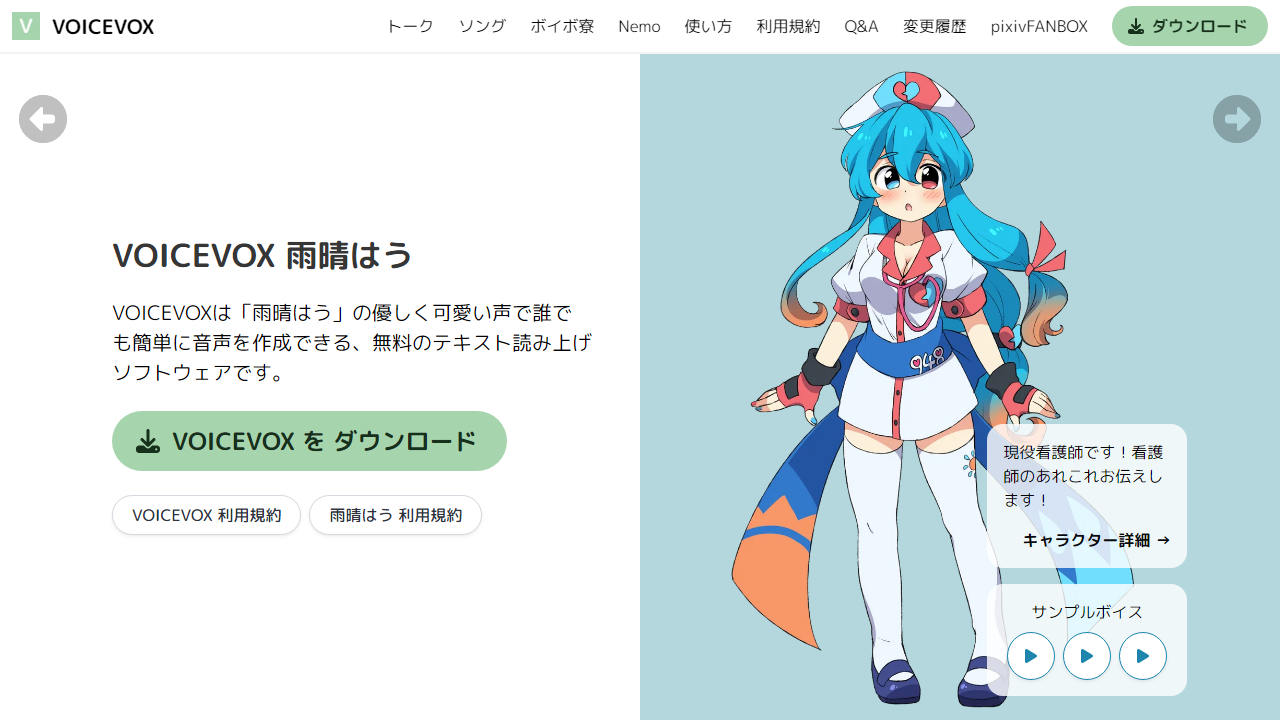 V VOICEVOX トーク ソング ボイボ寮 Nemo 使い方 利用規約 Q&A 変更履歴 pixivFANBOX ダウンロード
VOICEVOX 雨晴はう
VOICEVOXは「雨晴はう」の優しく可愛い声で誰で
も簡単に音声を作成できる、無料のテキスト読み上げ
ソフトウェアです。
VOICEVOX を ダウンロード
VOICEVOX 利用規約 雨晴はう 利用規約
948
現役看護師です！看護
師のあれこれお伝えし
ます！
キャラクター詳細 →
サンプルボイス